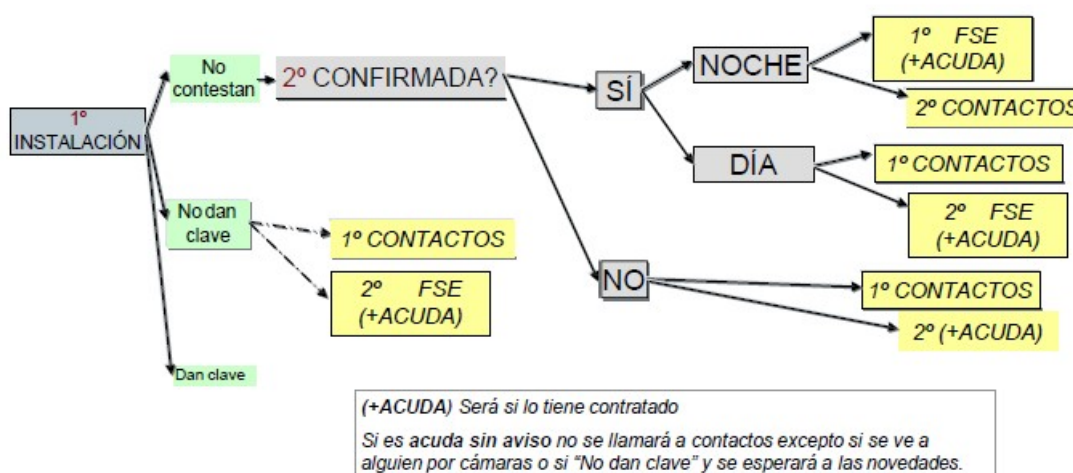 1º
INSTALACIÓN
No
contestan
2º CONFIRMADA?
SÍ
NOCHE
1º FSE
(+ACUDA)
2º CONTACTOS
DÍA
1º CONTACTOS
2º FSE
(+ACUDA)
NO
1º CONTACTOS
2º (+ACUDA)
No dan
clave
1º CONTACTOS
2º FSE
(+ACUDA)
Dan clave
(+ACUDA) Será si lo tiene contratado
Si es acuda sin aviso no se llamará a contactos excepto si se ve a
alguien por cámaras o si “No dan clave” y se esperará a las novedades.